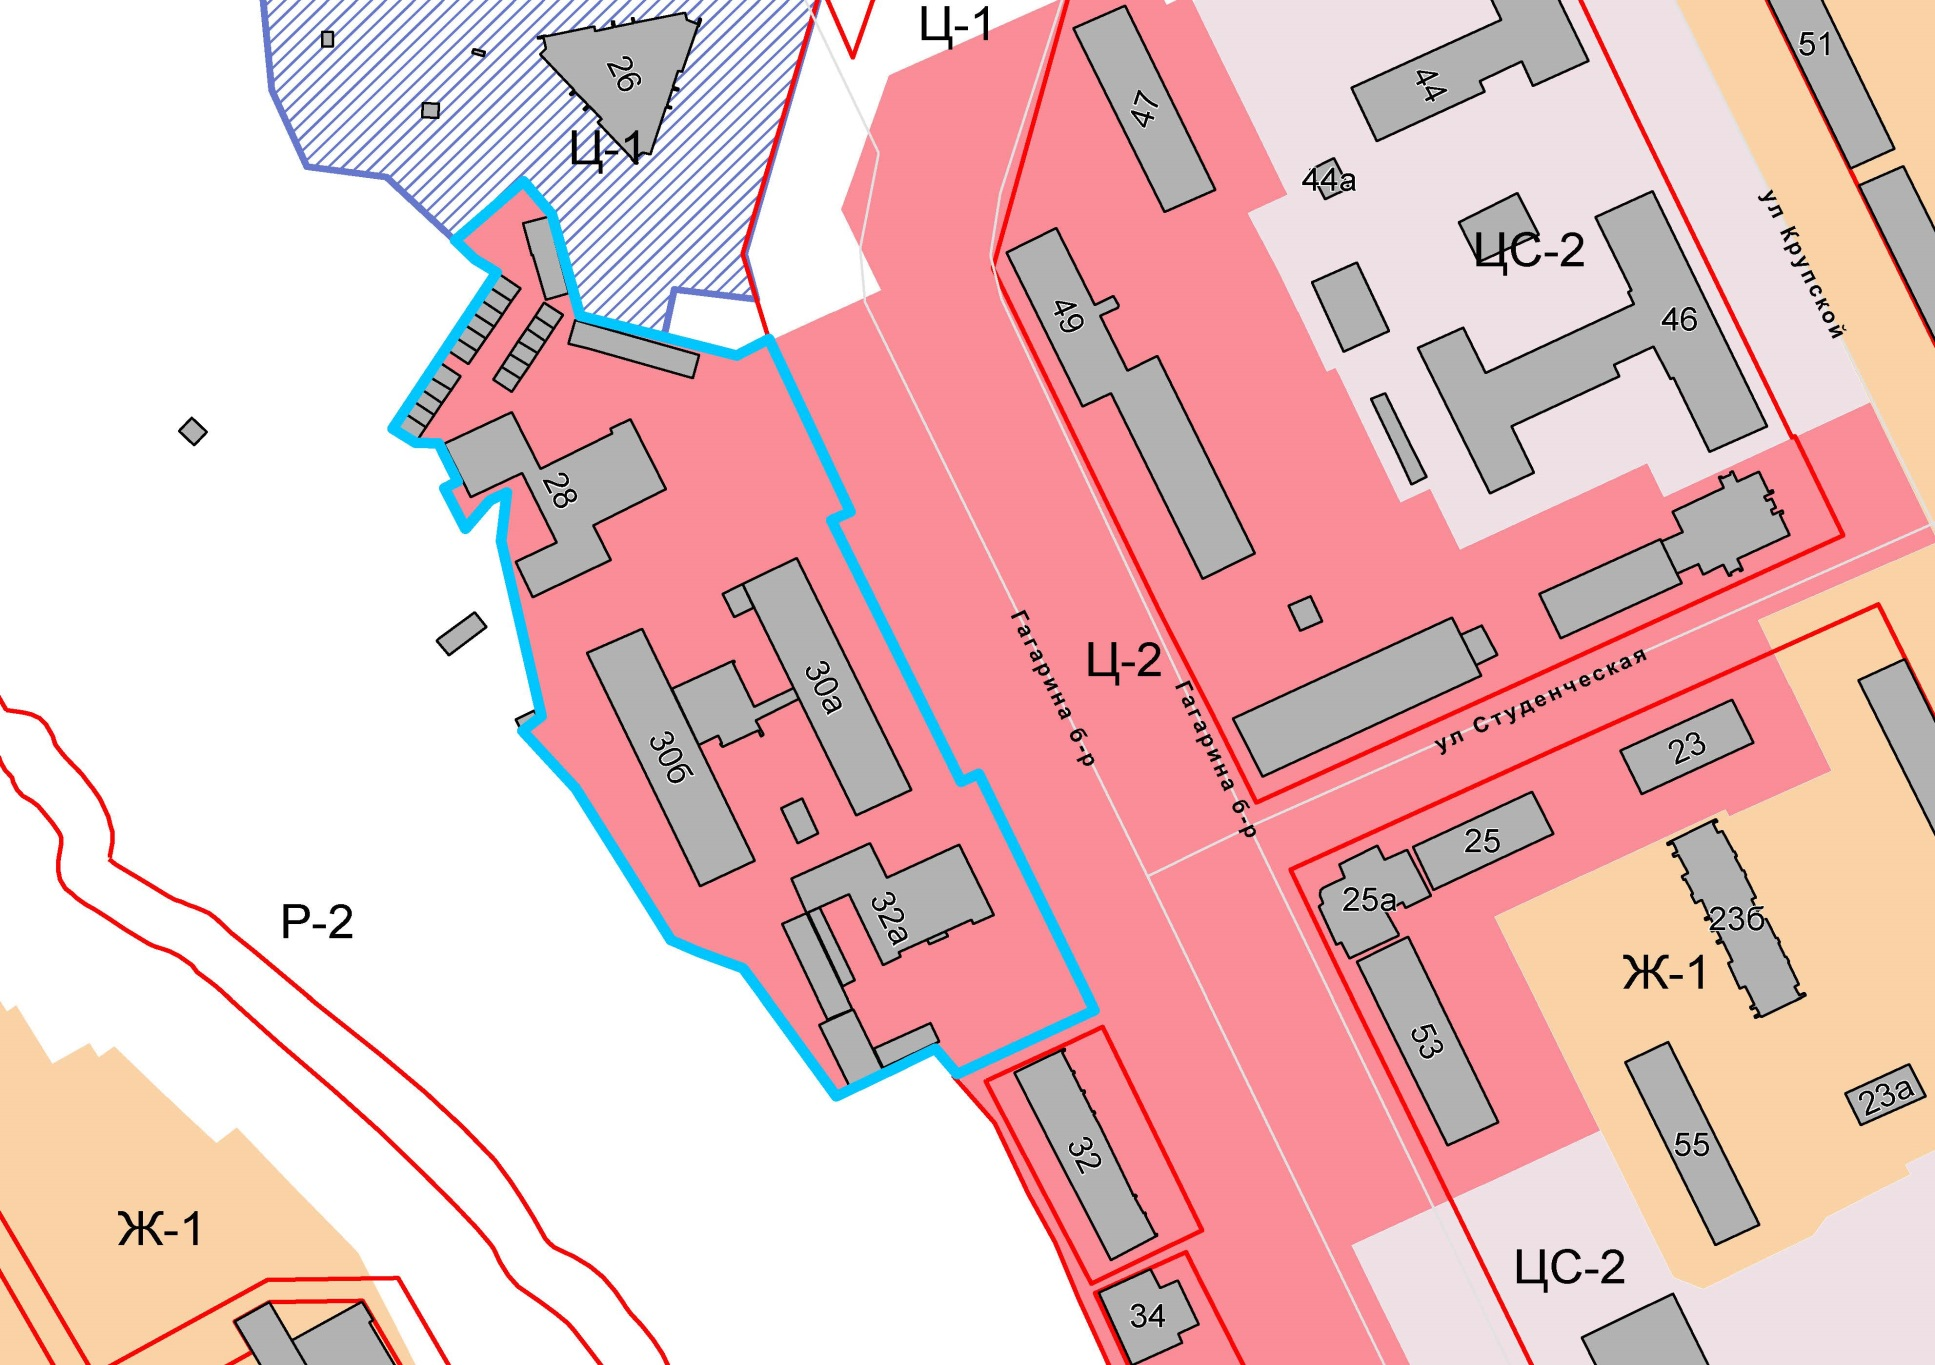 Ц-1
51
26
44
47
Ц-1
44а
ул Крупской
ЦС-2
49
46
28
Гагарина б-р
Ц-2
ул Студенческая
30а
Гагарина б-р
30б
23
25
25а
32а
23б
Р-2
Ж-1
53
23а
55
32
Ж-1
ЦС-2
34